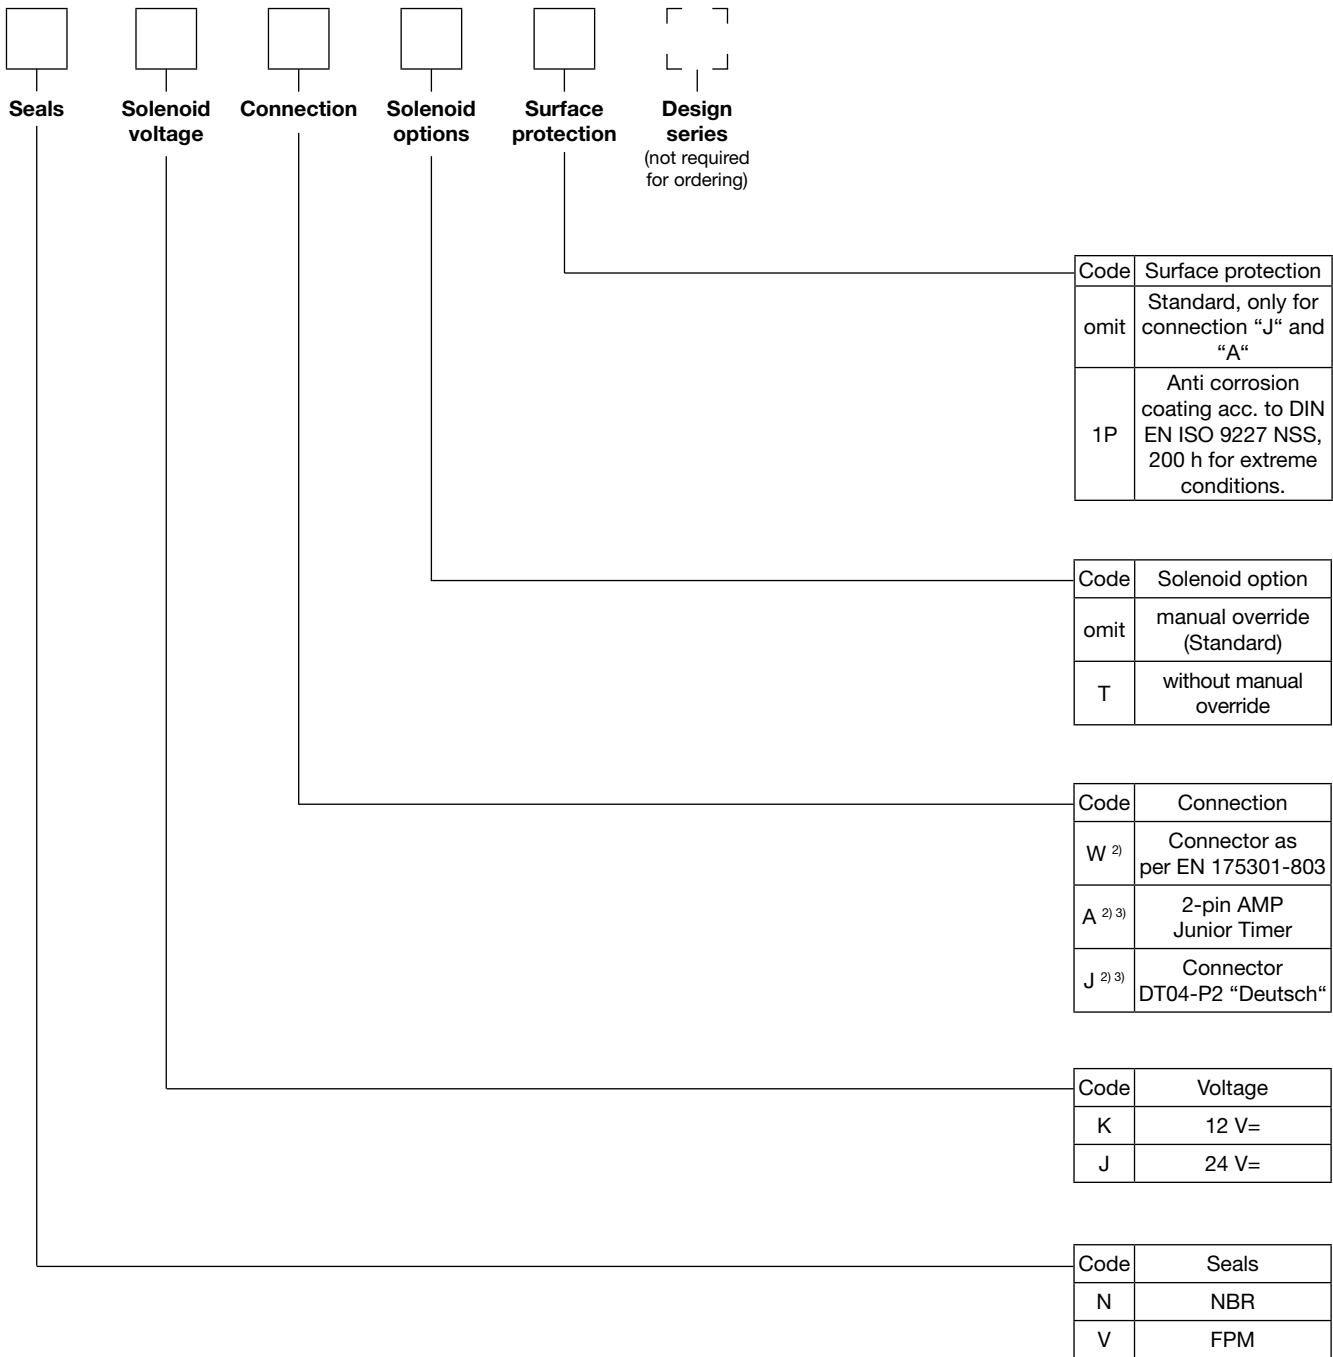 Seals
Solenoid
voltage
Connection
Solenoid
options
Surface
protection
Design
series
(not required
for ordering)
Code Surface protection
omit Standard, only for
connection “J“ and
“A“
1P Anti corrosion
coating acc. to DIN
EN ISO 9227 NSS,
200 h for extreme
conditions.
Code Solenoid option
omit manual override
(Standard)
T without manual
override
Code Connection
W 2) Connector as
per EN 175301-803
A 2) 3) 2-pin AMP
Junior Timer
J 2) 3) Connector
DT04-P2 “Deutsch“
Code Voltage
K 12 V=
J 24 V=
Code Seals
N NBR
V FPM